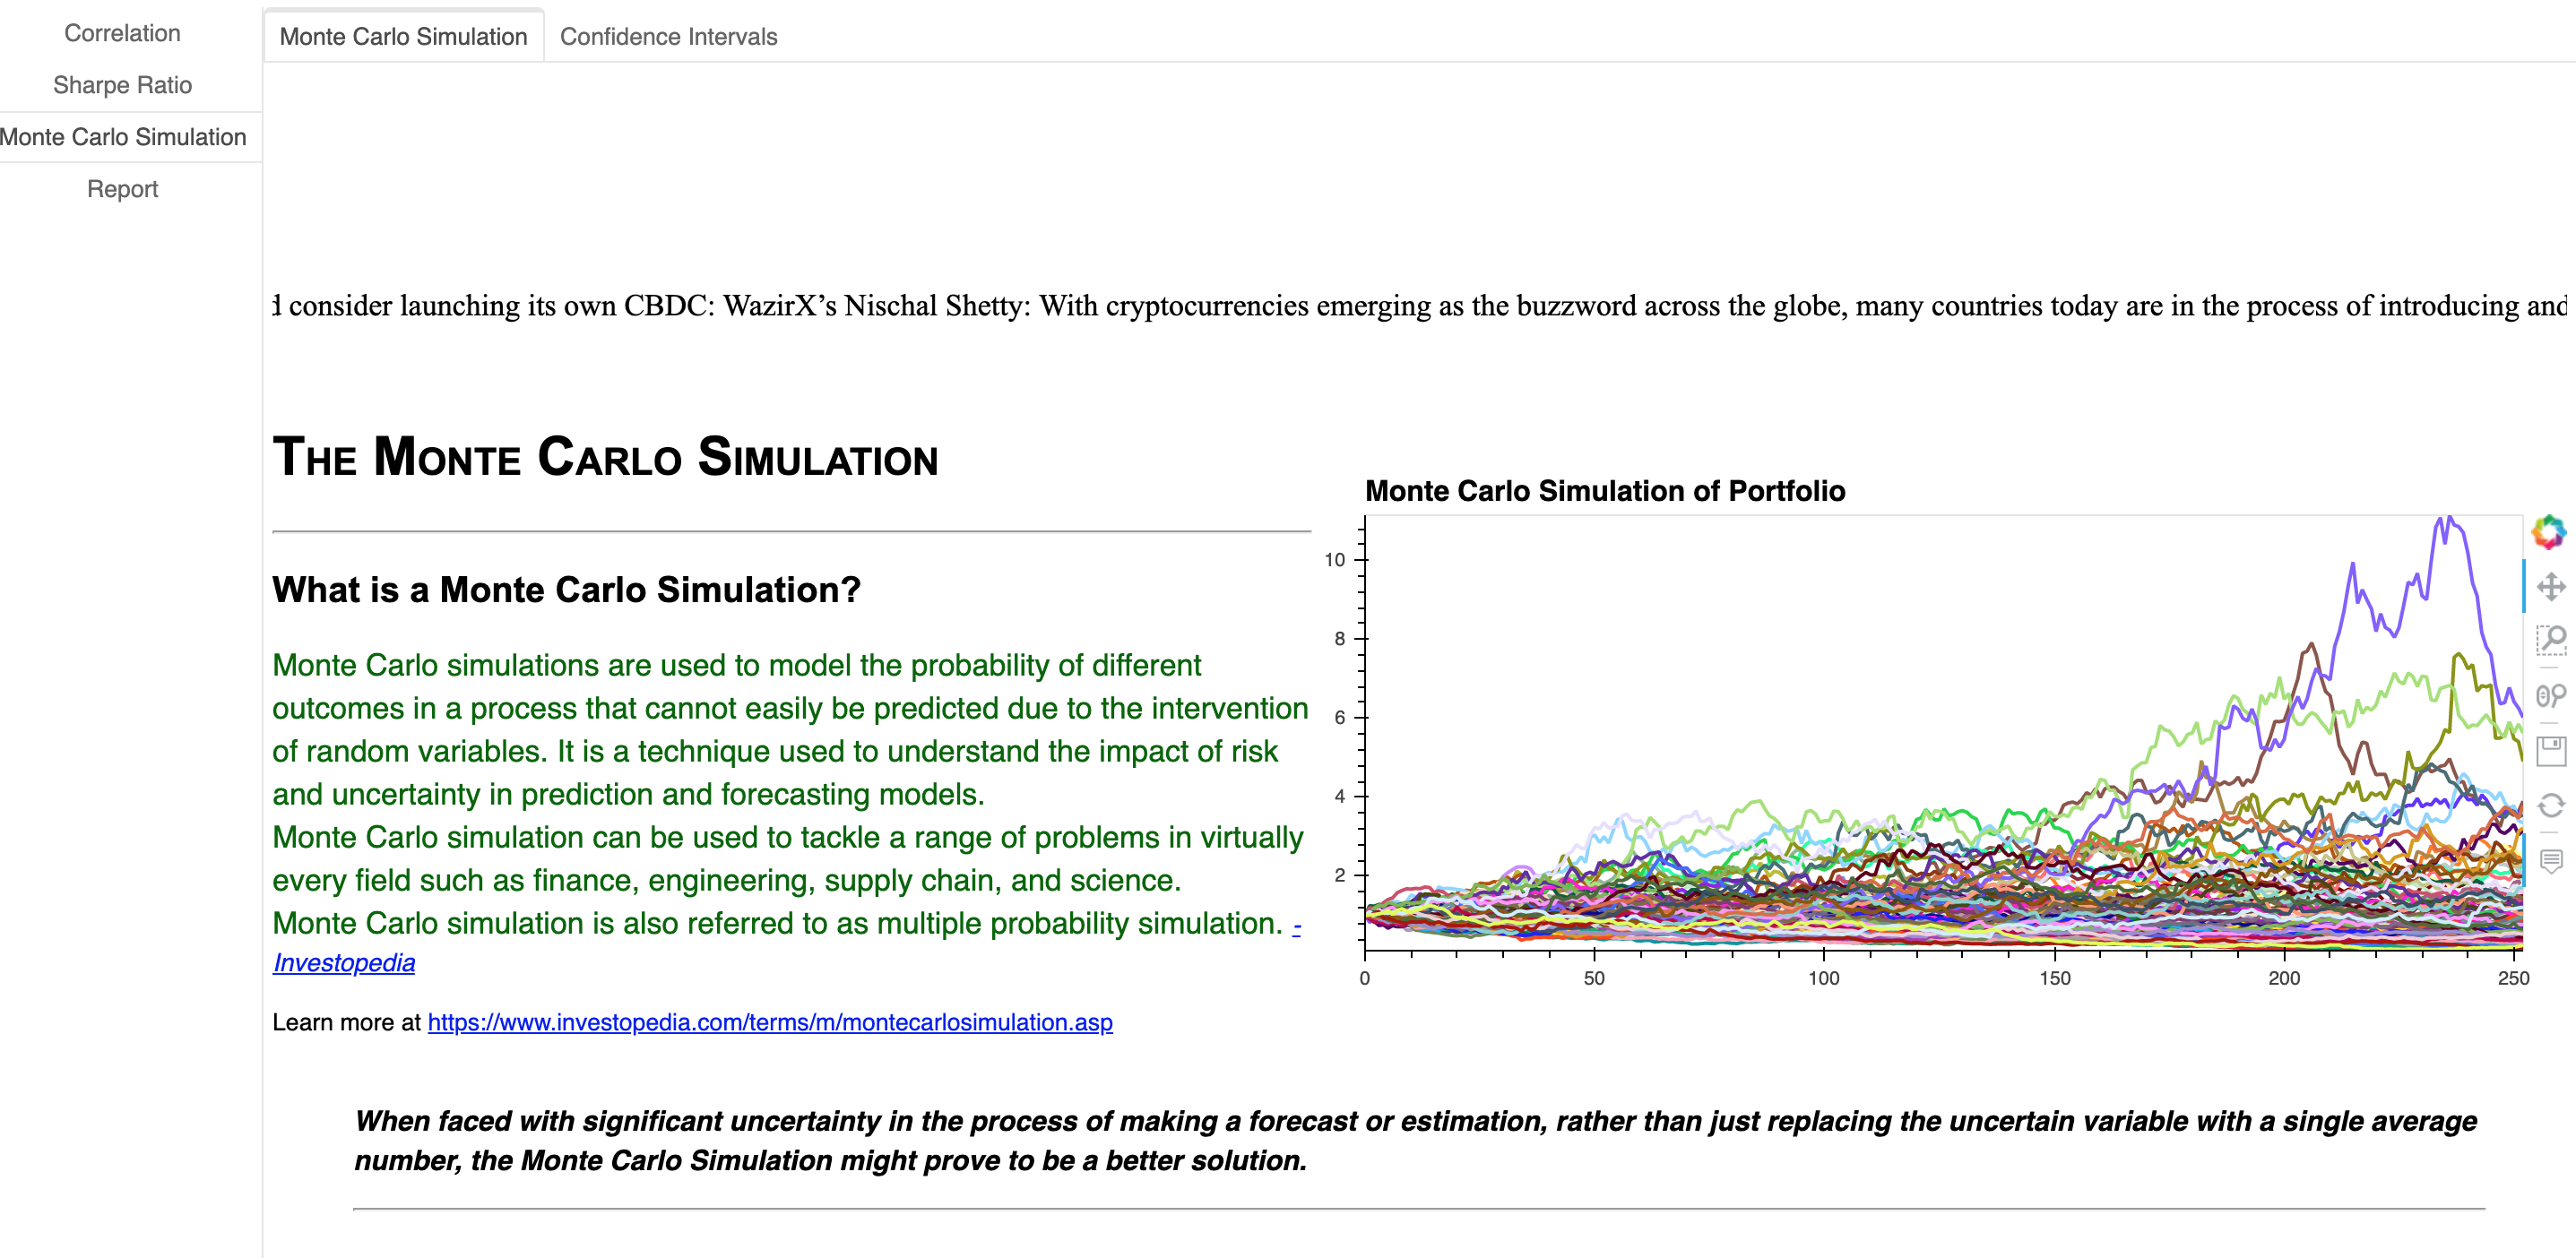 Correlation
Sharpe Ratio
Monte Carlo Simulation
Report
Monte Carlo Simulation
Confidence Intervals
d consider launching its own CBDC: WazirX’s Nischal Shetty: With cryptocurrencies emerging as the buzzword across the globe, many countries today are in the process of introducing and
The Monte Carlo Simulation
What is a Monte Carlo Simulation?
Monte Carlo simulations are used to model the probability of different
outcomes in a process that cannot easily be predicted due to the intervention
of random variables. It is a technique used to understand the impact of risk
and uncertainty in prediction and forecasting models.
Monte Carlo simulation can be used to tackle a range of problems in virtually
every field such as finance, engineering, supply chain, and science.
Monte Carlo simulation is also referred to as multiple probability simulation. -
Investopedia
Learn more at https://www.investopedia.com/terms/m/montecarlosimulation.asp
Monte Carlo Simulation of Portfolio
10
8
6
4
2
0 50 100 150 200 250
When faced with significant uncertainty in the process of making a forecast or estimation, rather than just replacing the uncertain variable with a single average
number, the Monte Carlo Simulation might prove to be a better solution.